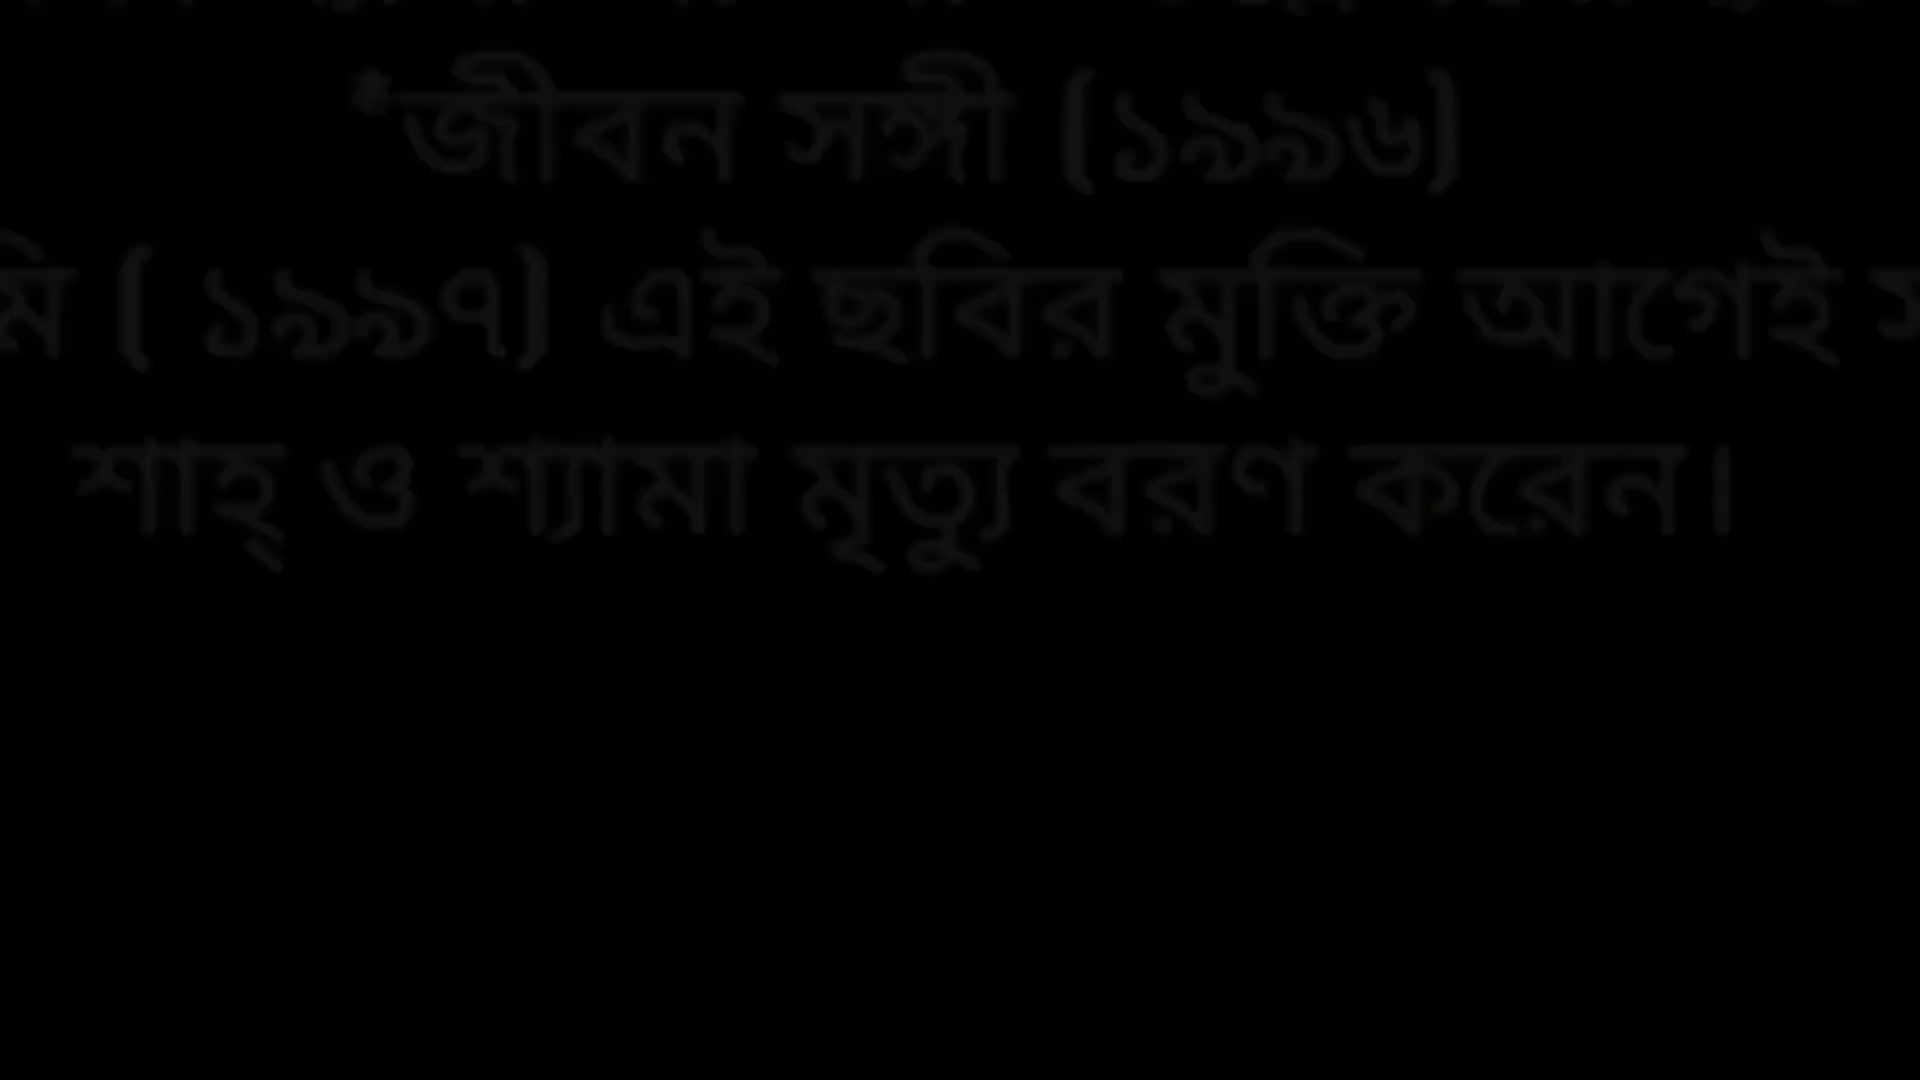 *জীবন সঙ্গী (১৯৯৬)
( ১৯৯৭) এই ছবির মুক্তি আগেই
শাহ্ ও শ্যামা মৃত্যু বরণ করেন।